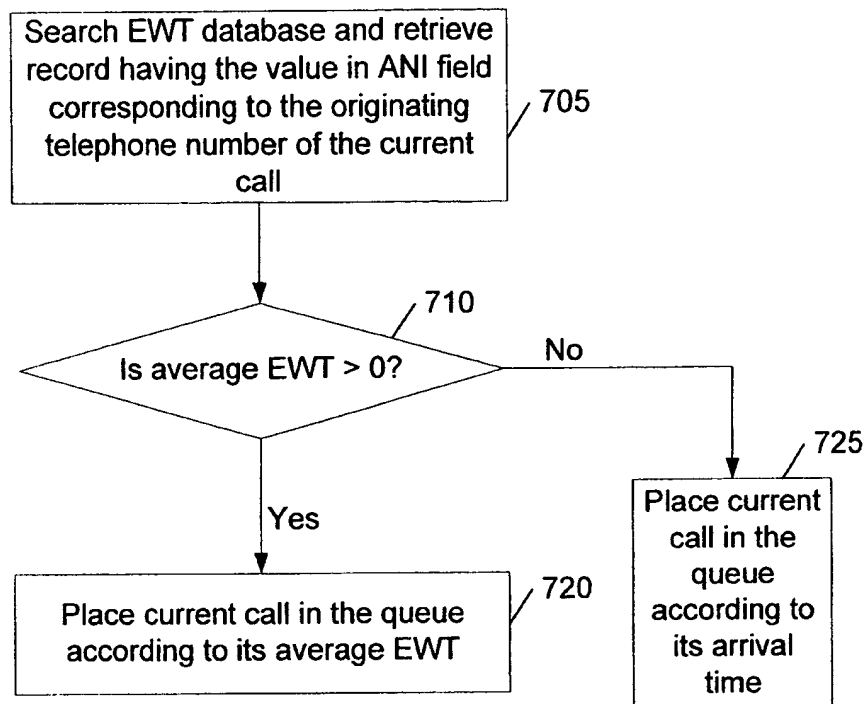 Search EWT database and retrieve
record having the value in ANI field
corresponding to the originating
telephone number of the current
call
705
710
Is average EWT > 0?
No
725
Yes
Place current
call in the
queue
according to
its arrival
time
720
Place current call in the queue
according to its average EWT